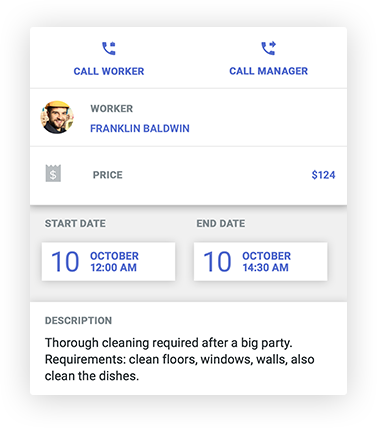 CALL WORKER
CALL MANAGER
WORKER
FRANKLIN BALDWIN
$
PRICE
$124
START DATE
END DATE
10 OCTOBER
12:00 AM
10 OCTOBER
14:30 AM
DESCRIPTION
Thorough cleaning required after a big party.
Requirements: clean floors, windows, walls, also
clean the dishes.